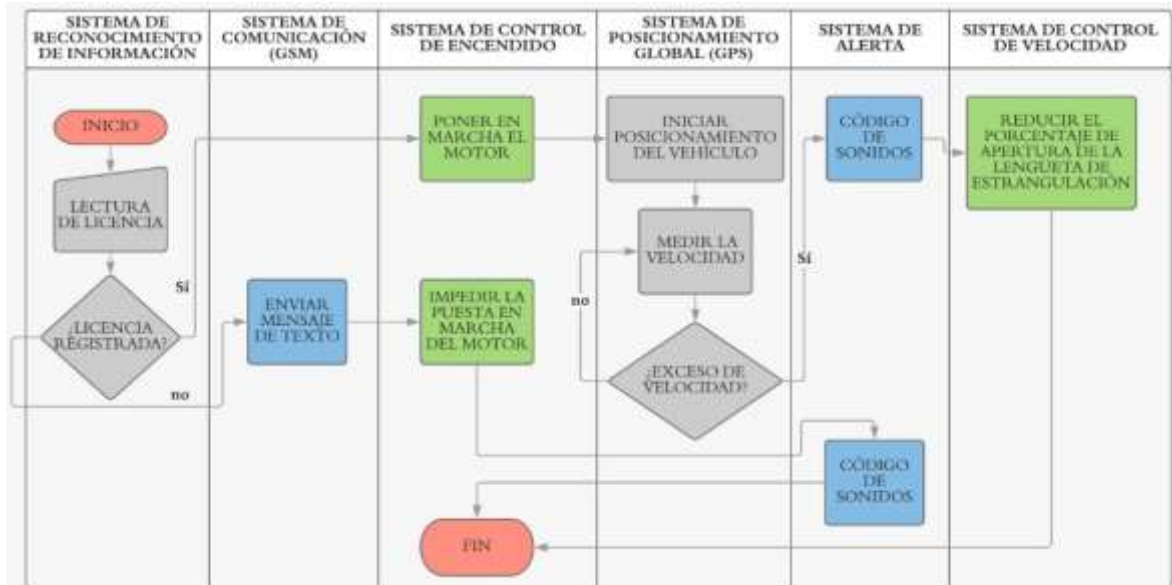 SISTEMA DE
RECONOCIMIENTO
DE INFORMACIÓN
SISTEMA DE
COMUNICACIÓN
(GSM)
SISTEMA DE CONTROL
DE ENCENDIDO
SISTEMA DE
POSICIONAMIENTO
GLOBAL (GPS)
SISTEMA DE
ALERTA
SISTEMA DE CONTROL
DE VELOCIDAD
INICIO
PONER EN
MARCHA EL
MOTOR
INICIAR
POSICIONAMIENTO
DEL VEHÍCULO
CÓDIGO
DE
SONIDOS
REDUCIR EL
PORCENTAJE DE
APERTURA DE LA
LENGÜETA DE
ESTRANGULACIÓN
LECTURA
DE LICENCIA
MEDIR LA
VELOCIDAD
Sí
Sí
¿LICENCIA
REGISTRADA?
no
ENVIAR
MENSAJE
DE TEXTO
IMPEDIR LA
PUESTA EN
MARCHA
DEL MOTOR
no
¿EXCESO DE
VELOCIDAD?
CÓDIGO
DE
SONIDOS
FIN